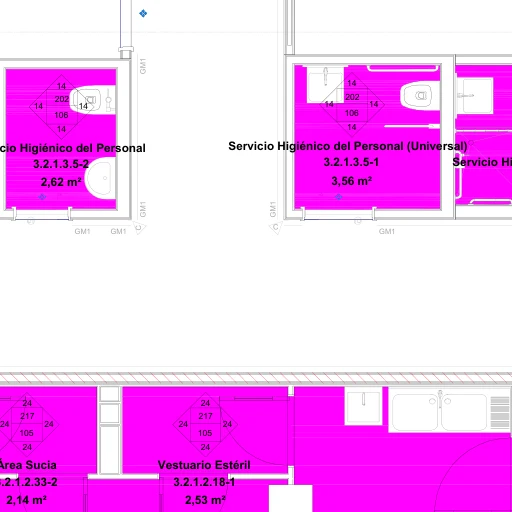 GM1
14
202
14 14
106
14
cio Higiénico del Personal
3.2.1.3.5-2
2,62 m²
GM1
GM1 GM1
C
14
202
14 14
106
14
Servicio Higiénico del Personal (Universal)
3.2.1.3.5-1
3,56 m²
Servicio Hi
GM1
C
GM1
24
217
24 24
105
24
Área Sucia
3.2.1.2.33-2
2,14 m²
24
217
24 24
105
24
Vestuario Estéril
3.2.1.2.18-1
2,53 m²